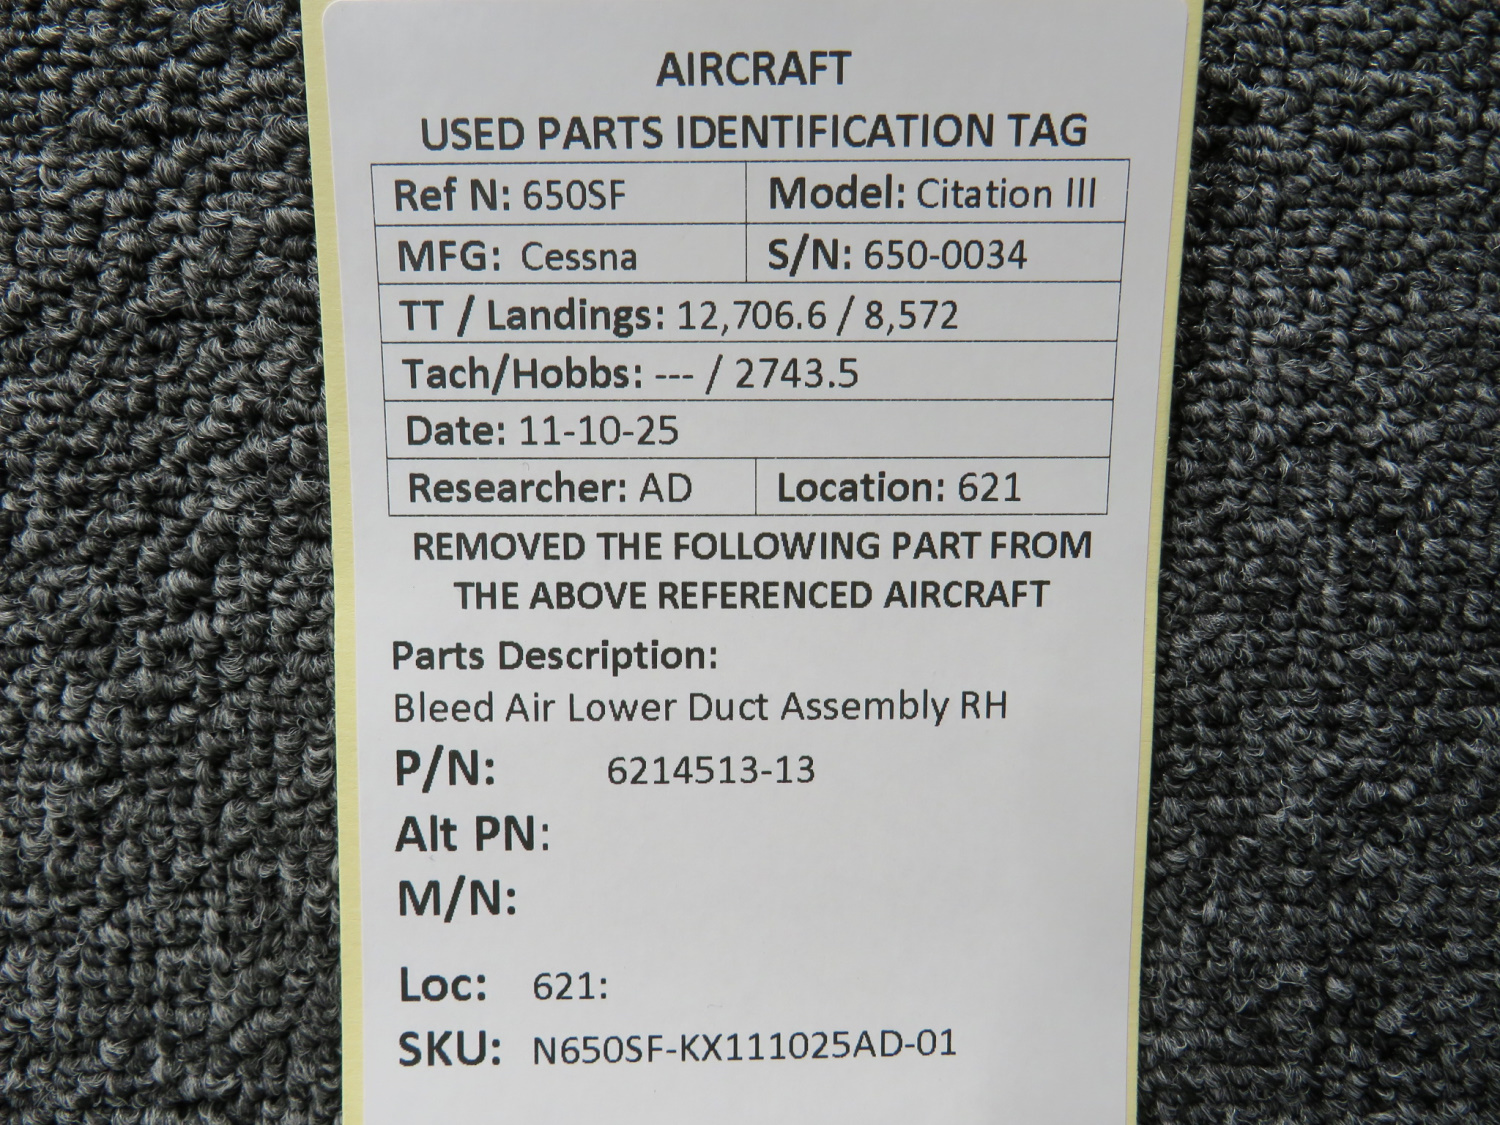 AIRCRAFT
USED PARTS IDENTIFICATION TAG
Ref N: 650SF Model: Citation III
MFG: Cessna S/N: 650-0034
TT / Landings: 12,706.6 / 8,572
Tach/Hobbs: --- / 2743.5
Date: 11-10-25
Researcher: AD Location: 621
REMOVED THE FOLLOWING PART FROM
THE ABOVE REFERENCED AIRCRAFT
Parts Description:
Bleed Air Lower Duct Assembly RH
P/N: 6214513-13
Alt PN:
M/N:
Loc: 621:
SKU: N650SF-KX111025AD-01